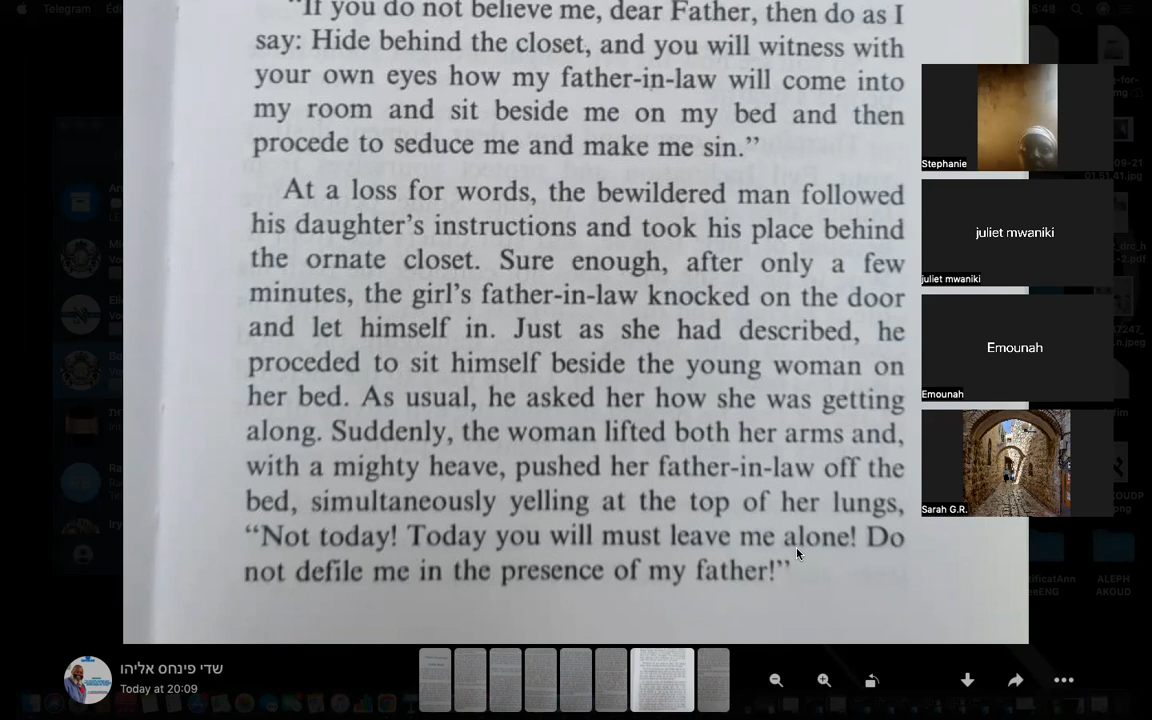 Telegram
"If you do not believe me, dear Father, then do as I
say: Hide behind the closet, and you will witness with
your own eyes how my father-in-law will come into
my room and sit beside me on my bed and then
procede to seduce me and make me sin."
At a loss for words, the bewildered man followed
his daughter's instructions and took his place behind
the ornate closet. Sure enough, after only a few
minutes, the girl's father-in-law knocked on the door
and let himself in. Just as she had described, he
proceded to sit himself beside the young woman on
her bed. As usual, he asked her how she was getting
along. Suddenly, the woman lifted both her arms and,
with a mighty heave, pushed her father-in-law off the
bed, simultaneously yelling at the top of her lungs,
"Not today! Today you will must leave me alone! Do
not defile me in the presence of my father!"
Stephanie
juliet mwaniki
juliet mwaniki
Emounah
Emounah
Sarah G.R.
ALEPH
AKOUD
שדי פינחס אליהו
Today at 20:09